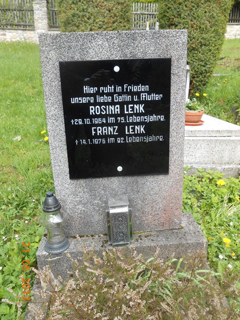 Hier ruht in Frieden
unsere liebe Gattin u. Mutter
ROSINA LENK
†29.10.1954 im 75. Lebensjahre.
FRANZ LENK
†14.1.1975 im 92. Lebensjahre.